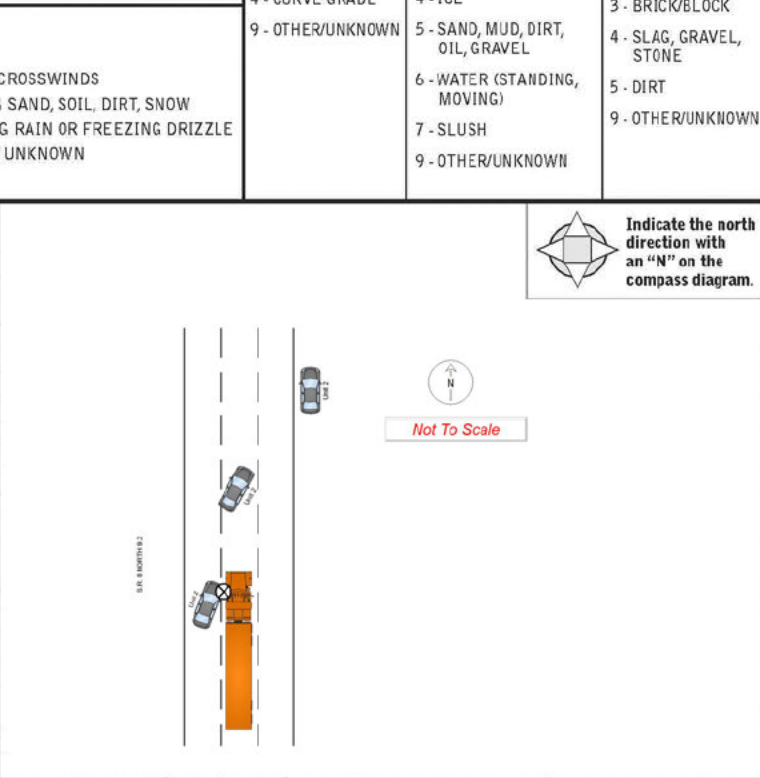 9 - OTHER/UNKNOWN
CROSSWINDS
SAND, SOIL, DIRT, SNOW
G RAIN OR FREEZING DRIZZLE
UNKNOWN
5 - SAND, MUD, DIRT,
OIL, GRAVEL
6 - WATER (STANDING,
MOVING)
7 - SLUSH
9 - OTHER/UNKNOWN
3 - BRICK/BLOCK
4 - SLAG, GRAVEL,
STONE
5 - DIRT
9 - OTHER/UNKNOWN
Indicate the north
direction with
an “N” on the
compass diagram.
N
Not To Scale
Unit 2
Unit 2
Unit 2